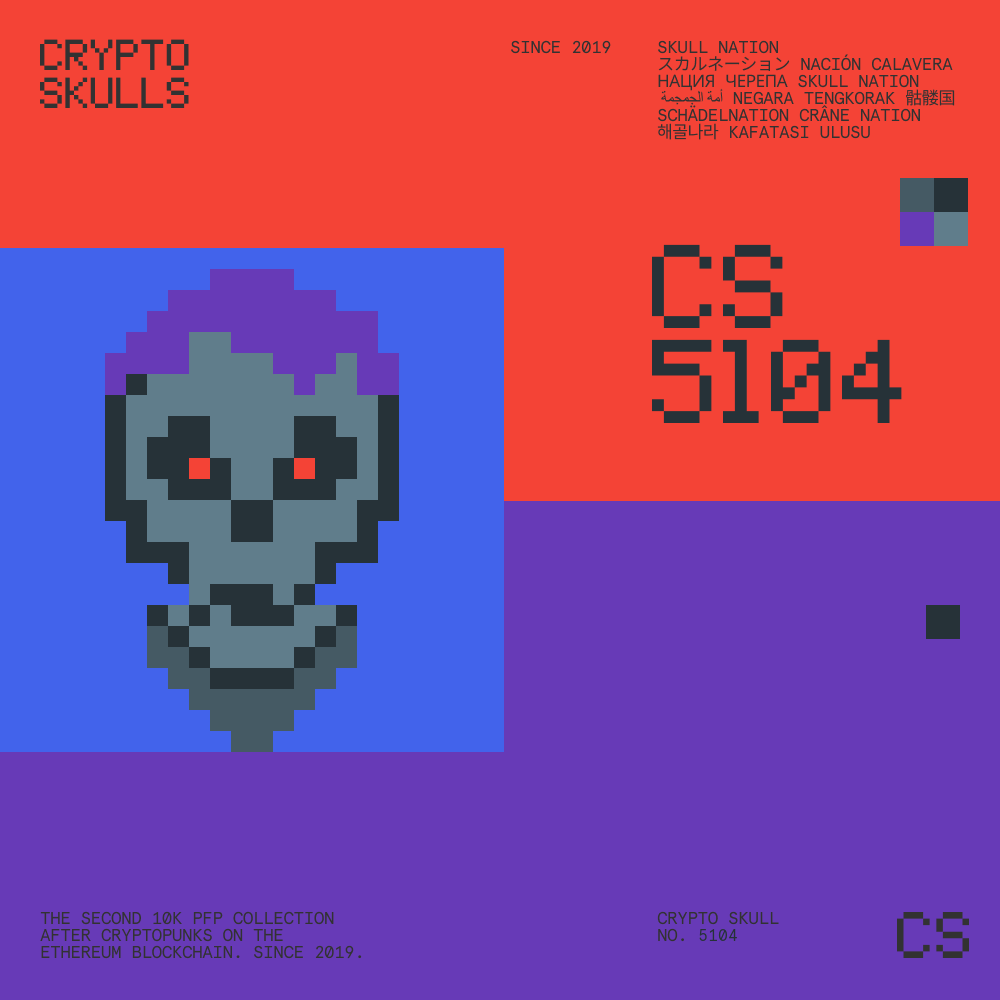 CRYPTO
SKULLS
SINCE 2019
SKULL NATION
スカルネーション NACIÓN CALAVERA
НАЦИЯ ЧЕРЕПА SKULL NATION
أمة الجمجمة NEGARA TENGKORAK 骷髅国
SCHÄDELNATION CRÂNE NATION
해골나라 KAFATASI ULUSU
CS
5104
THE SECOND 10K PFP COLLECTION
AFTER CRYPTOPUNKS ON THE
ETHEREUM BLOCKCHAIN. SINCE 2019.
CRYPTO SKULL
NO. 5104
CS